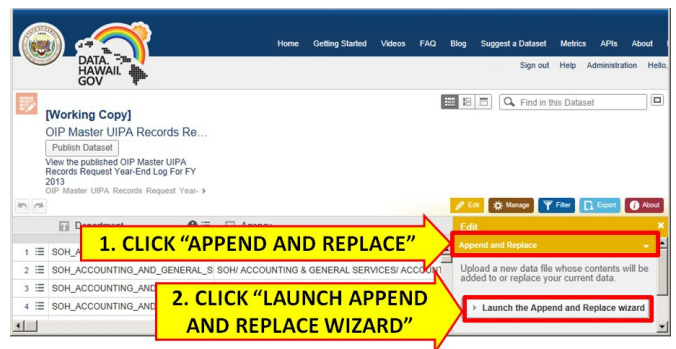 Home Getting Started Videos FAQ Blog Suggest a Dataset Metrics APIs About
DATA.
HAWAII.
GOV
Sign out Help Administration Hello,
[Working Copy]
Find in this Dataset
OIP Master UIPA Records Re...
Publish Dataset
View the published OIP Master UIPA
Records Request Year-End Log For FY
2013
OIP Master UIPA Records Request Year-
Edit Manage Filter Export About
Edit
1. CLICK “APPEND AND REPLACE”
Append and Replace
1 SOH_A
2 SOH_ACCOUNTING_AND_GENERAL_S SOH/ ACCOUNTING & GENERAL SERVICES/ ACCOUNT
Upload a new data file whose contents will be
added to or replace your current data.
3 SOH_ACCOUNTING_AND
4 SOH_ACCOUNTING_AND
2. CLICK “LAUNCH APPEND
AND REPLACE WIZARD”
Launch the Append and Replace wizard